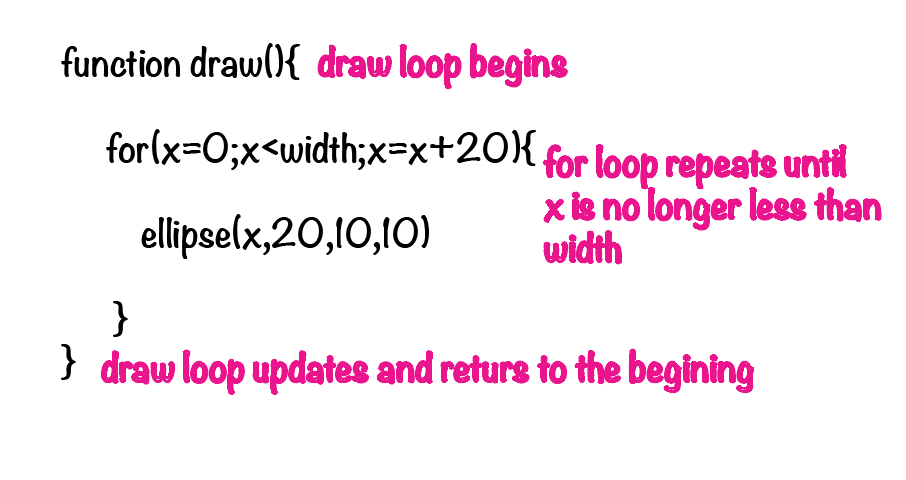 function draw(){ draw loop begins
for(x=0;x<width;x=x+20){
for loop repeats until
x is no longer less than
width
ellipse(x,20,10,10)
}
} draw loop updates and returs to the begining